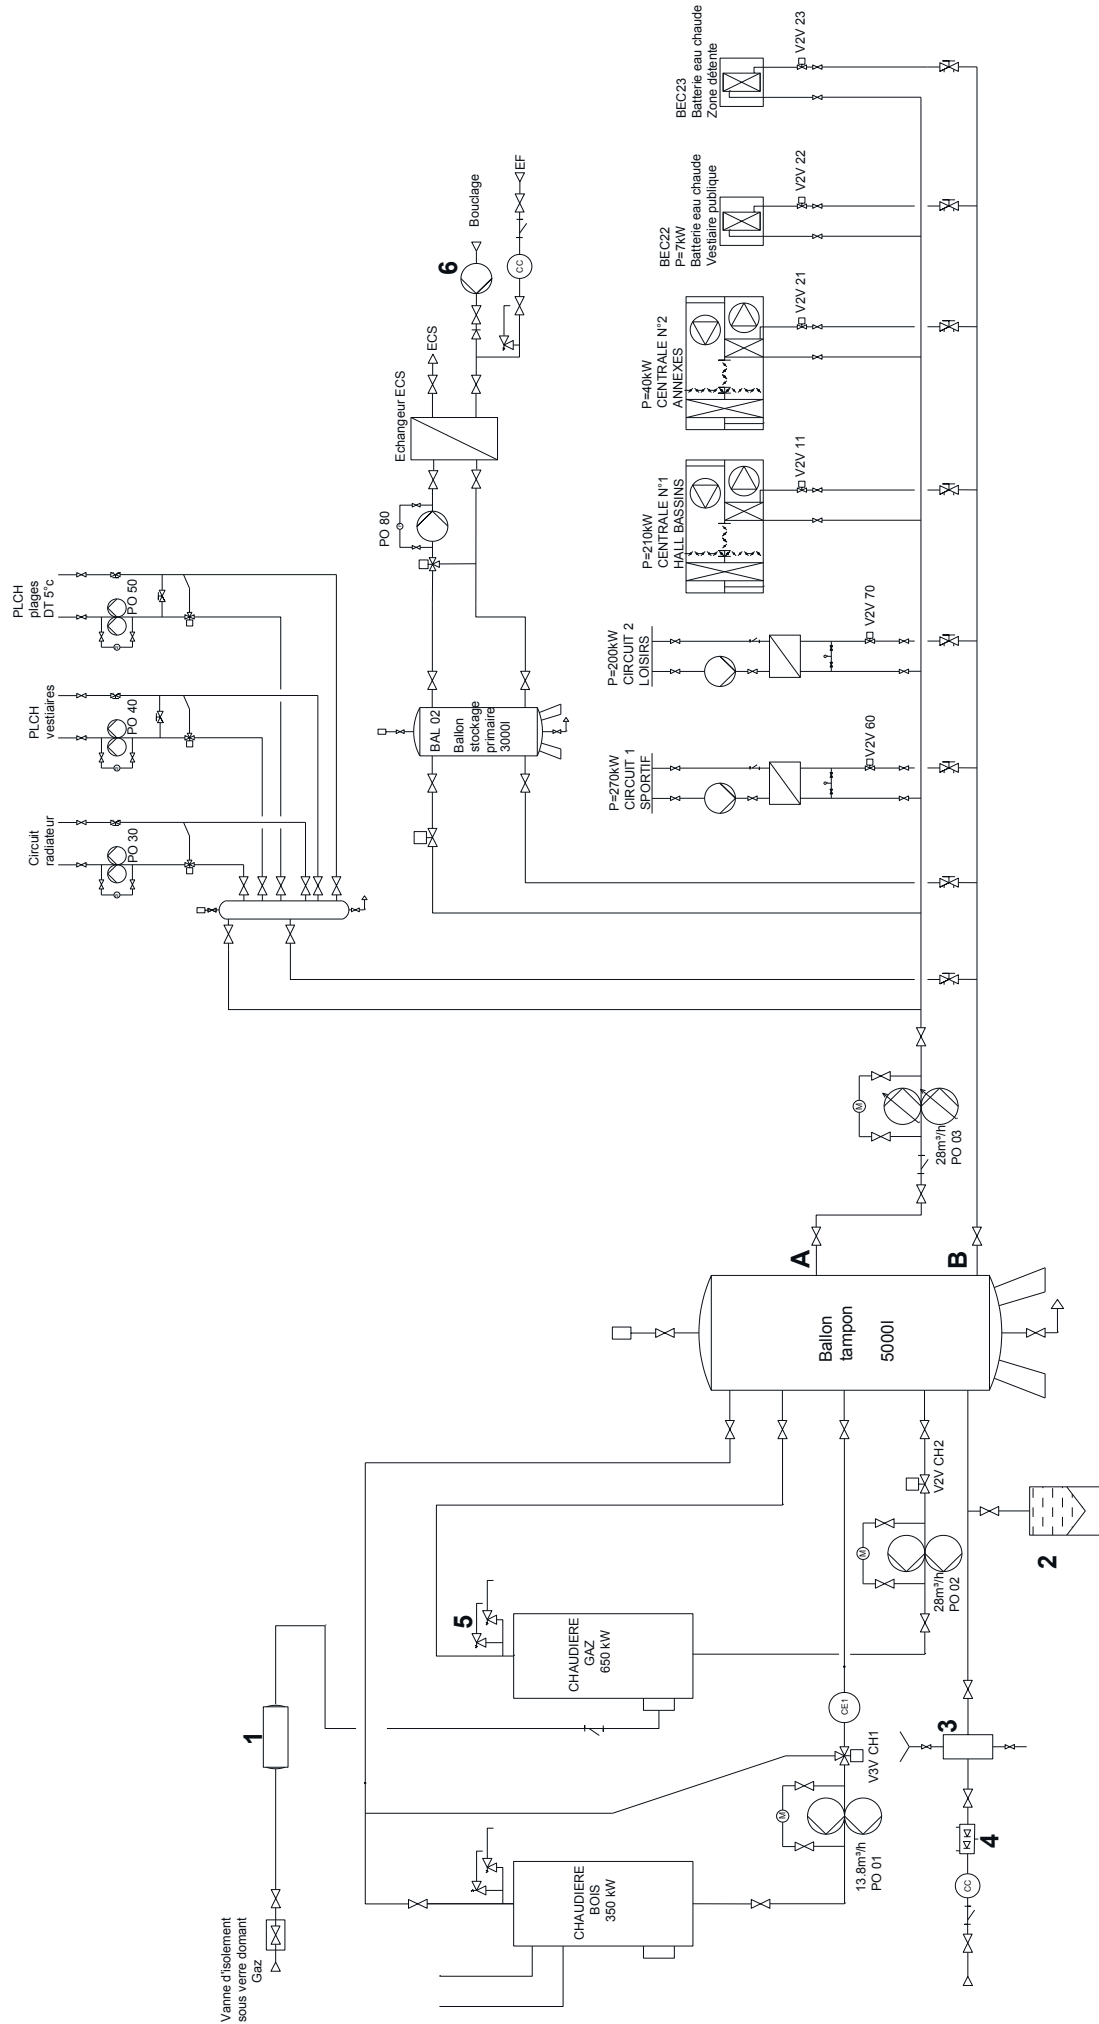 Vanne d'isolement
sous verre domant
Gaz
1
CHAUDIERE
BOIS
350 kW
CHAUDIERE
GAZ
650 kW
5
13.8m³/h
PO 01
M
V3V CH1
CE1
28m³/h
PO 02
M
V2V CH2
CC
4
3
2
Ballon
tampon
5000l
A
B
28m³/h
PO 03
M
Circuit
radiateur
PO 30
PLCH
vestiaires
PO 40
PLCH
plages
DT 5°c
PO 50
BAL 02
Ballon
stockage
primaire
3000l
PO 80
Echangeur ECS
ECS
6
Bouclage
CC
EF
P=270kW
CIRCUIT 1
SPORTIF
V2V 60
P=200kW
CIRCUIT 2
LOISIRS
V2V 70
P=210kW
CENTRALE N°1
HALL BASSINS
V2V 11
P=40kW
CENTRALE N°2
ANNEXES
V2V 21
BEC22
P=7kW
Batterie eau chaude
Vestiaire publique
V2V 22
BEC23
Batterie eau chaude
Zone détente
V2V 23